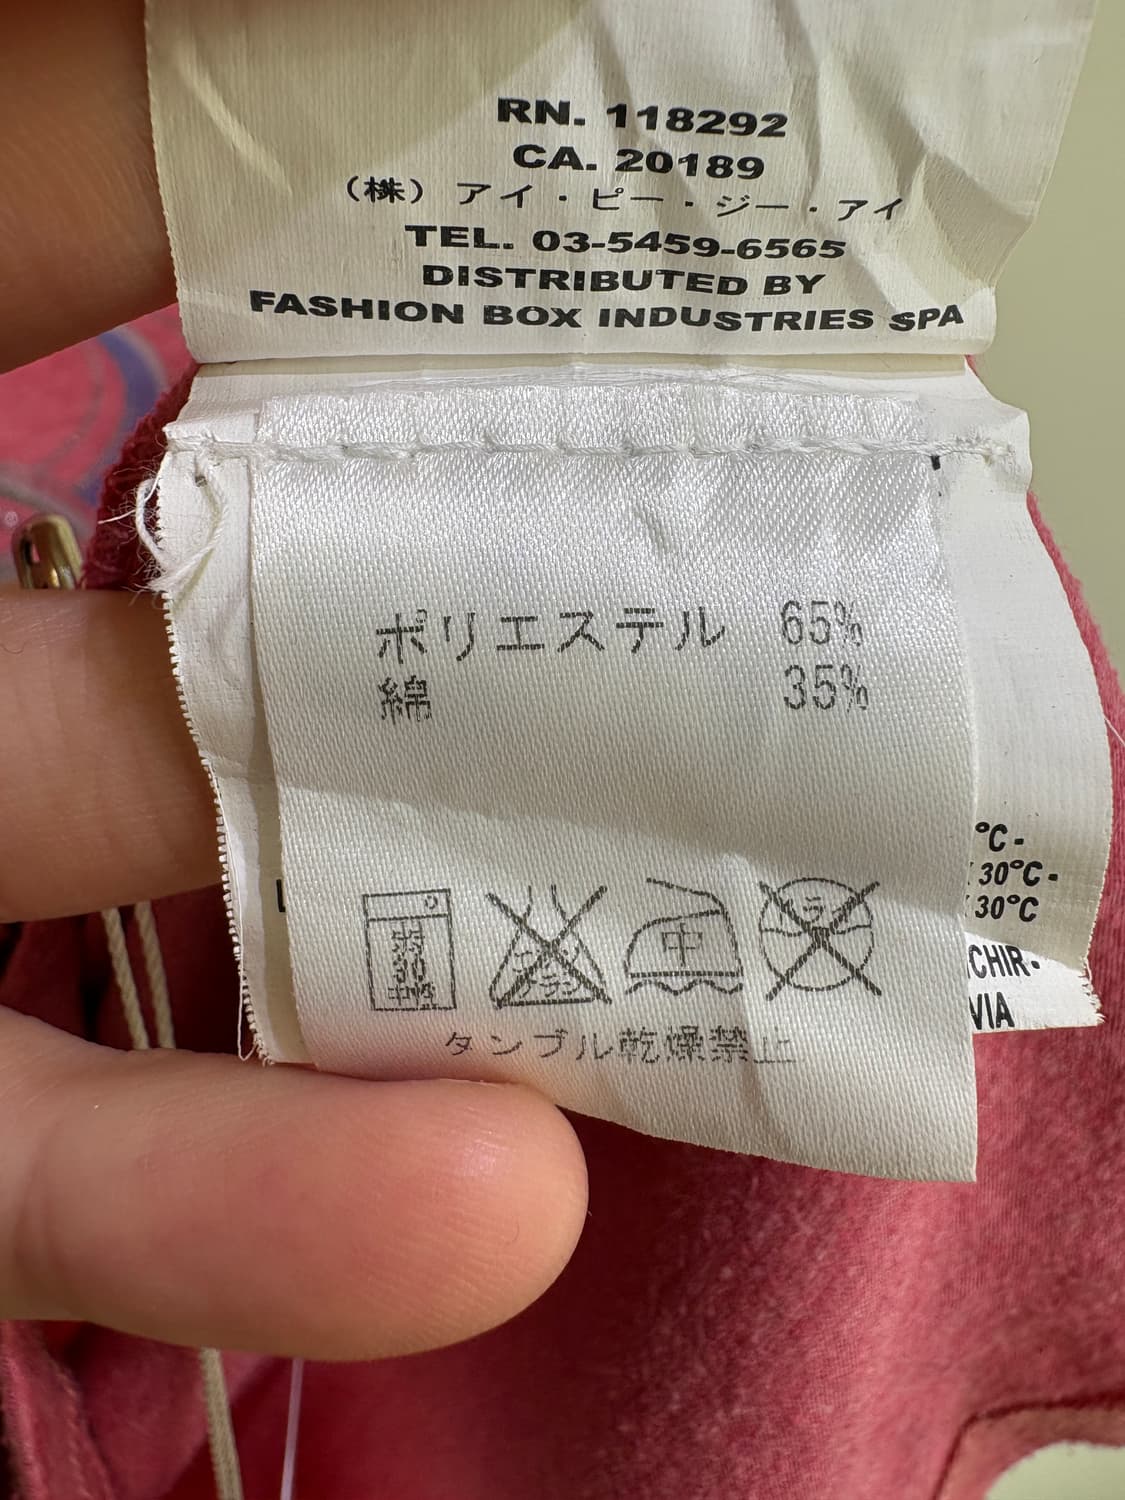 RN. 118292
CA. 20189
(株) アイ・ピー・ジー・アイ
TEL. 03-5459-6565
DISTRIBUTED BY
FASHION BOX INDUSTRIES SPA
ポリエステル 65%
綿 35%
°C -
30°C -
30°C
中
タンブル乾燥禁止
CHIR -
VIA